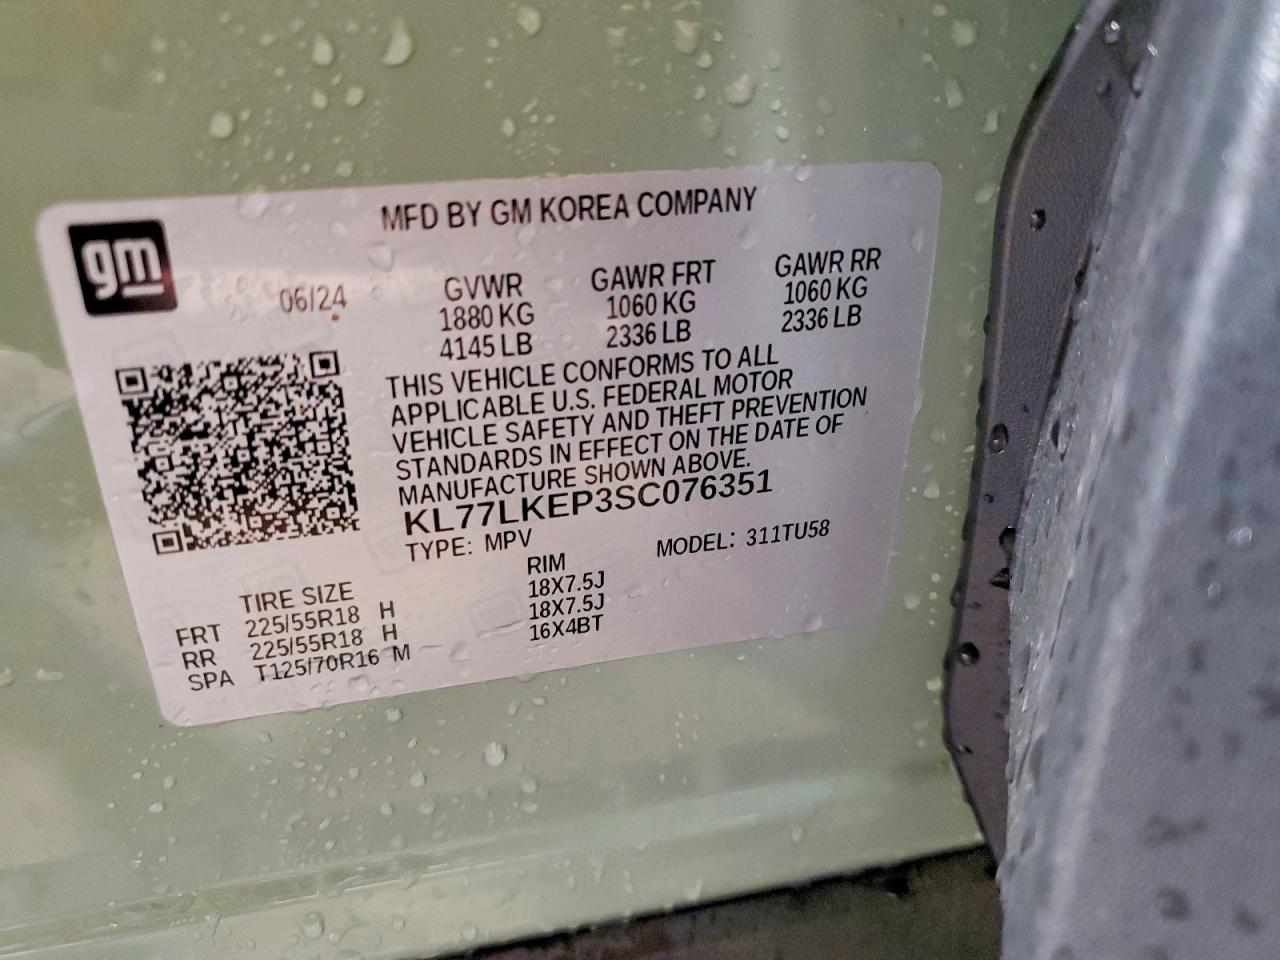 MFD BY GM KOREA COMPANY
gm
06/24
GVWR GAWR FRT GAWR RR
1880 KG 1060 KG 1060 KG
4145 LB 2336 LB 2336 LB
THIS VEHICLE CONFORMS TO ALL
APPLICABLE U.S. FEDERAL MOTOR
VEHICLE SAFETY AND THEFT PREVENTION
STANDARDS IN EFFECT ON THE DATE OF
MANUFACTURE SHOWN ABOVE.
KL77LKEP3SC076351
TYPE: MPV MODEL: 311TU58
TIRE SIZE RIM
FRT 225/55R18 H 18X7.5J
RR 225/55R18 H 18X7.5J
SPA T125/70R16 M 16X4BT